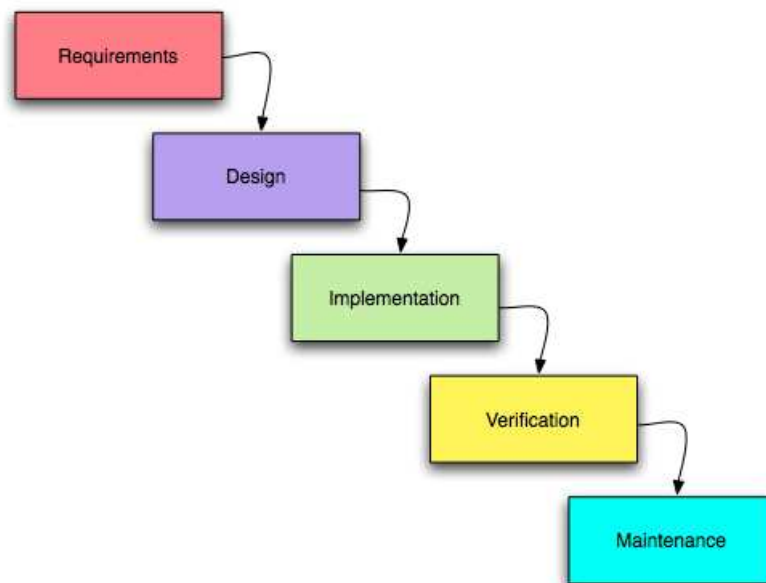 Requirements
Design
Implementation
Verification
Maintenance